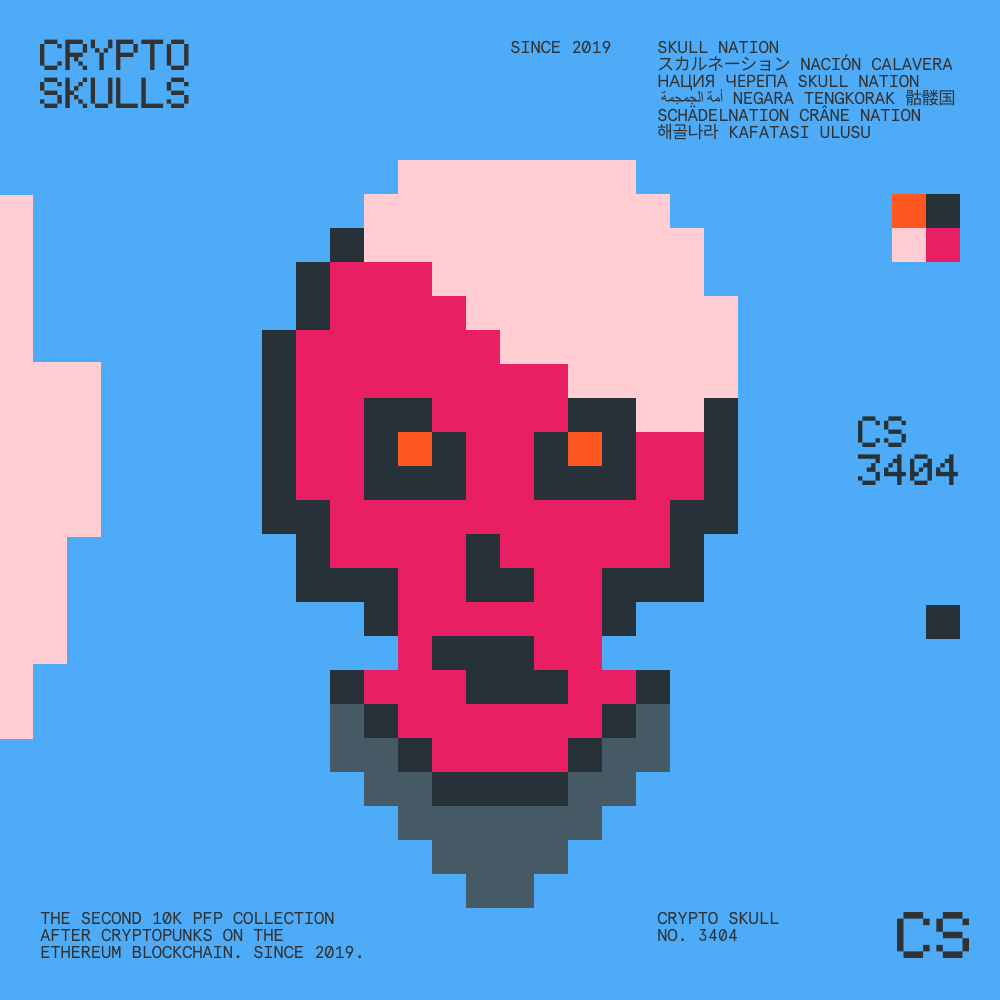 CRYPTO
SKULLS
SINCE 2019
SKULL NATION
スカルネーション NACIÓN CALAVERA
НАЦИЯ ЧЕРЕПА SKULL NATION
أمة الجمجمة NEGARA TENGKORAK 骷髅国
SCHÄDELNATION CRÂNE NATION
해골나라 KAFATASI ULUSU
CS
3404
THE SECOND 10K PFP COLLECTION
AFTER CRYPTOPUNKS ON THE
ETHEREUM BLOCKCHAIN. SINCE 2019.
CRYPTO SKULL
NO. 3404
CS